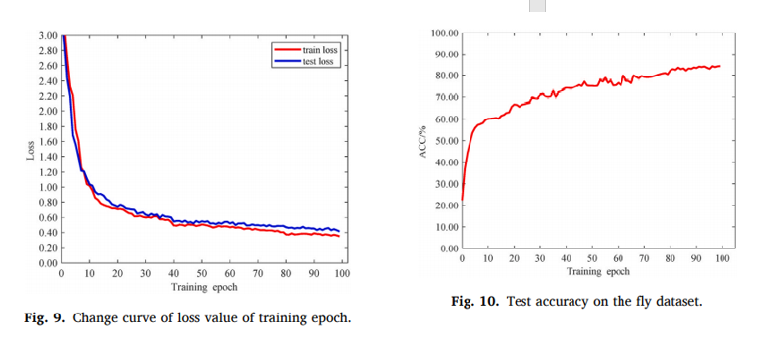 3.00
2.80
2.60
2.40
2.20
2.00
1.80
1.60
1.40
1.20
1.00
0.80
0.60
0.40
0.20
0.00
Loss
train loss
test loss
0 10 20 30 40 50 60 70 80 90 100
Training epoch
Fig. 9. Change curve of loss value of training epoch.
100.00
90.00
80.00
70.00
60.00
50.00
40.00
30.00
20.00
10.00
0.00
ACC/%
0 10 20 30 40 50 60 70 80 90 100
Training epoch
Fig. 10. Test accuracy on the fly dataset.